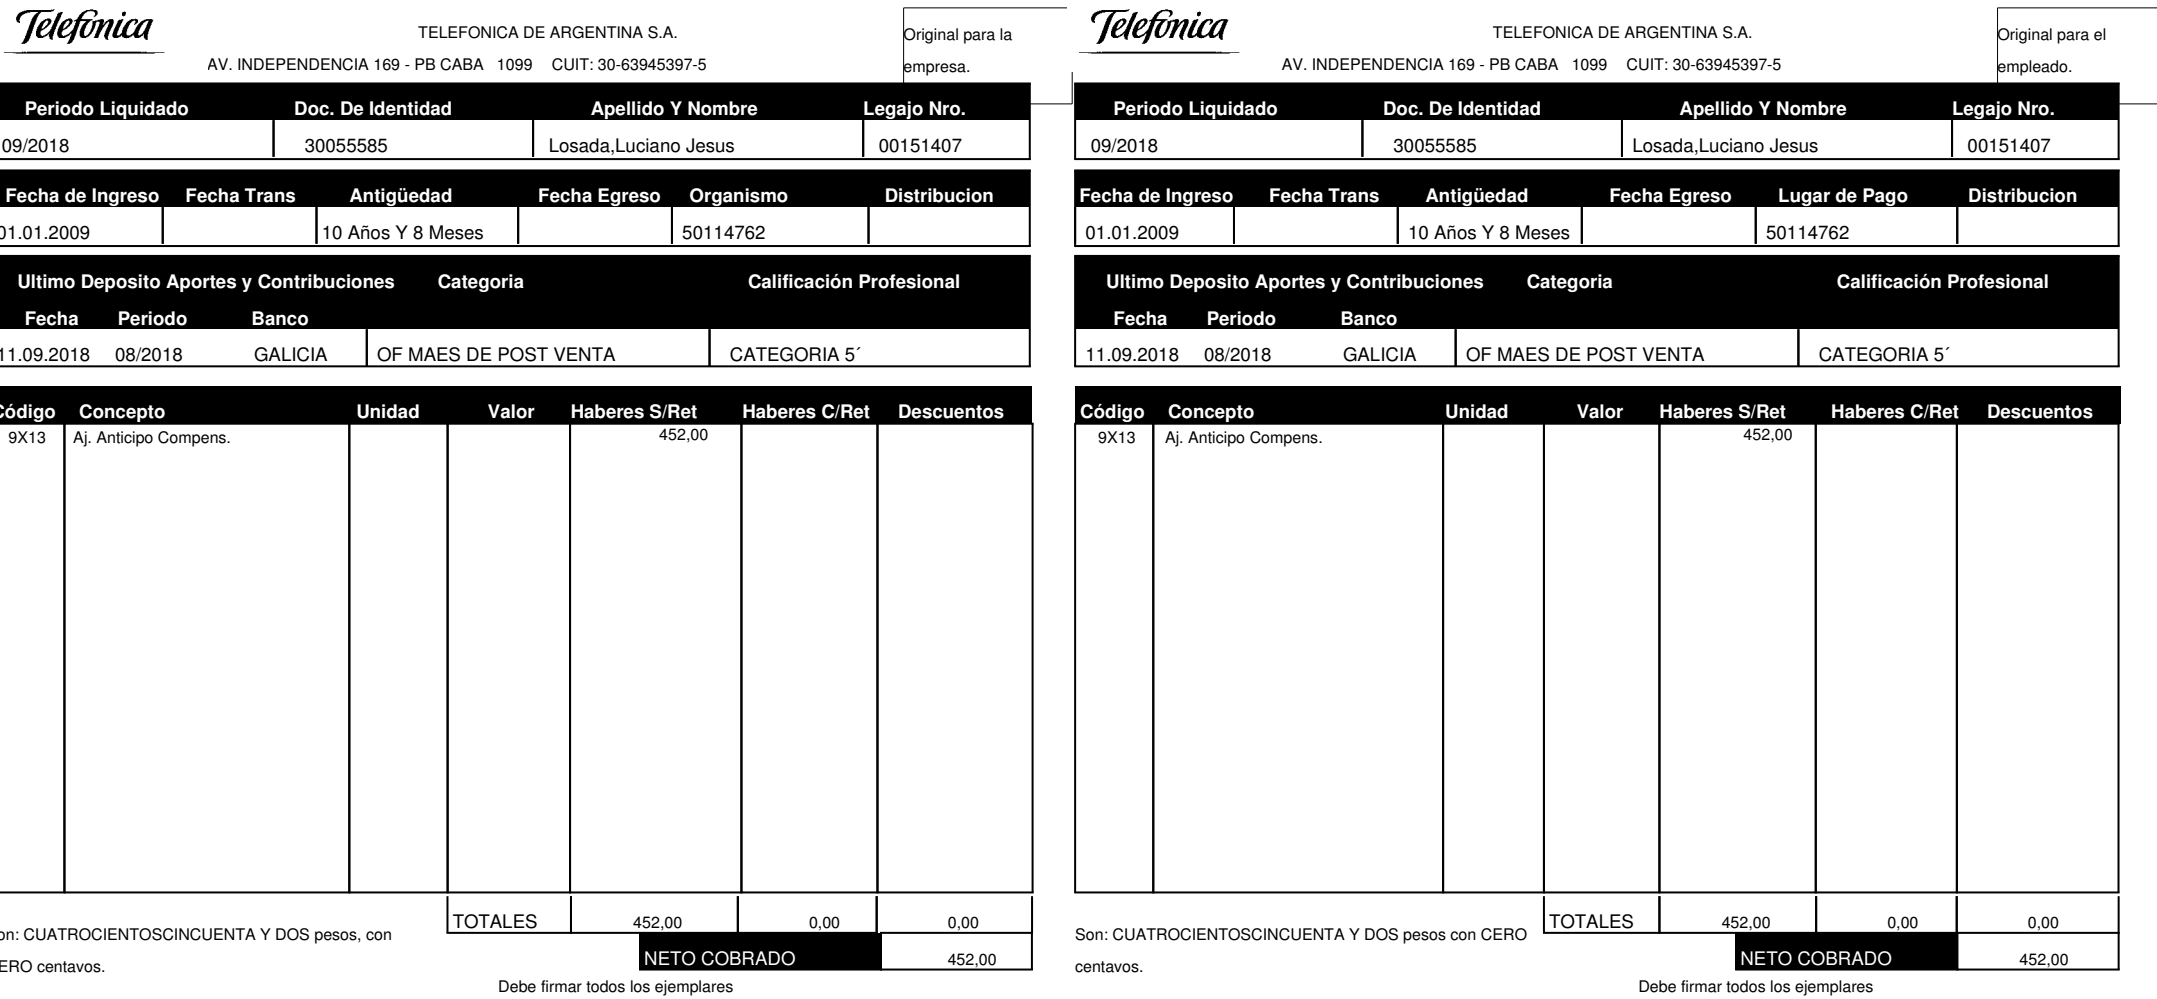 Telefónica
TELEFONICA DE ARGENTINA S.A.
AV. INDEPENDENCIA 169 - PB CABA 1099 CUIT: 30-63945397-5
Original para la
empresa.
Periodo Liquidado Doc. De Identidad Apellido Y Nombre Legajo Nro.
09/2018 30055585 Losada,Luciano Jesus 00151407
Fecha de Ingreso Fecha Trans Antigüedad Fecha Egreso Organismo Distribucion
01.01.2009 10 Años Y 8 Meses 50114762
Ultimo Deposito Aportes y Contribuciones Categoria Calificación Profesional
Fecha Periodo Banco
11.09.2018 08/2018 GALICIA OF MAES DE POST VENTA CATEGORIA 5´
Código Concepto Unidad Valor Haberes S/Ret Haberes C/Ret Descuentos
9X13 Aj. Anticipo Compens. 452,00
TOTALES 452,00 0,00 0,00
on: CUATROCIENTOSCINCUENTA Y DOS pesos, con
ERO centavos.
NETO COBRADO 452,00
Debe firmar todos los ejemplares
Telefónica
TELEFONICA DE ARGENTINA S.A.
AV. INDEPENDENCIA 169 - PB CABA 1099 CUIT: 30-63945397-5
Original para el
empleado.
Periodo Liquidado Doc. De Identidad Apellido Y Nombre Legajo Nro.
09/2018 30055585 Losada,Luciano Jesus 00151407
Fecha de Ingreso Fecha Trans Antigüedad Fecha Egreso Lugar de Pago Distribucion
01.01.2009 10 Años Y 8 Meses 50114762
Ultimo Deposito Aportes y Contribuciones Categoria Calificación Profesional
Fecha Periodo Banco
11.09.2018 08/2018 GALICIA OF MAES DE POST VENTA CATEGORIA 5´
Código Concepto Unidad Valor Haberes S/Ret Haberes C/Ret Descuentos
9X13 Aj. Anticipo Compens. 452,00
TOTALES 452,00 0,00 0,00
Son: CUATROCIENTOSCINCUENTA Y DOS pesos con CERO
centavos.
NETO COBRADO 452,00
Debe firmar todos los ejemplares